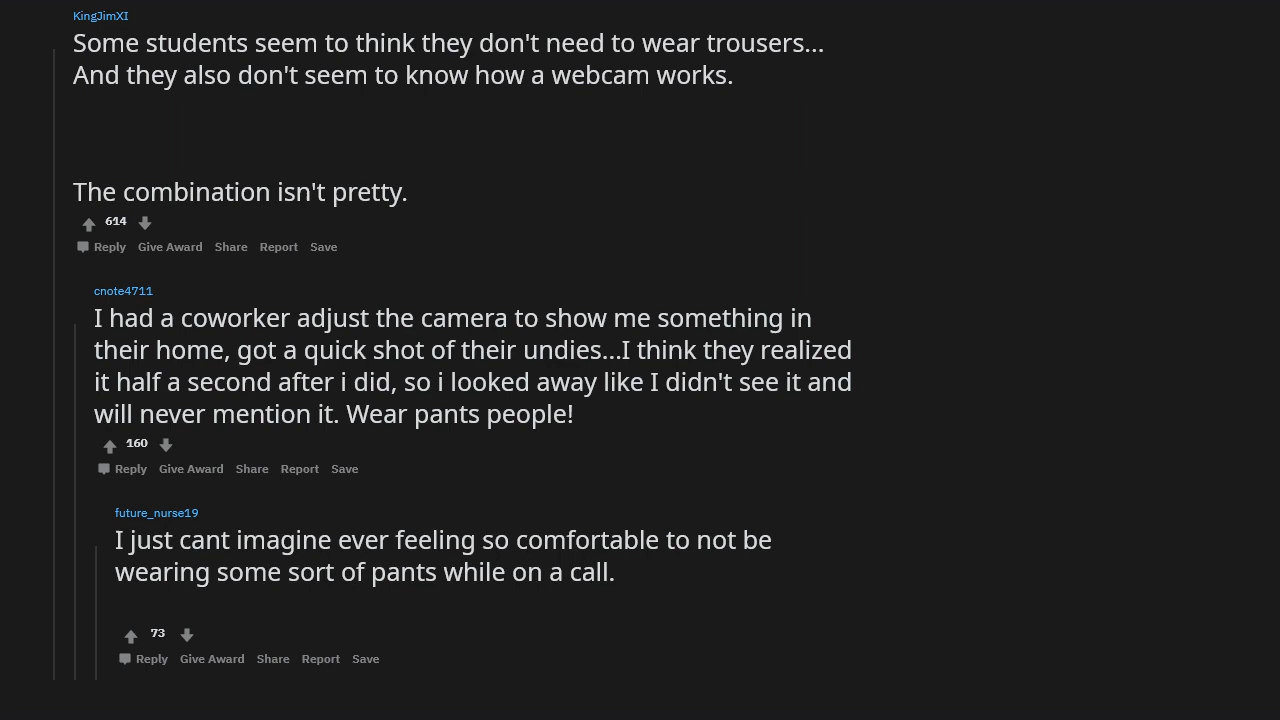 KingJimXI
Some students seem to think they don't need to wear trousers...
And they also don't seem to know how a webcam works.
The combination isn't pretty.
614
Reply Give Award Share Report Save
cnote4711
I had a coworker adjust the camera to show me something in
their home, got a quick shot of their undies...I think they realized
it half a second after i did, so i looked away like I didn't see it and
will never mention it. Wear pants people!
160
Reply Give Award Share Report Save
future_nurse19
I just cant imagine ever feeling so comfortable to not be
wearing some sort of pants while on a call.
73
Reply Give Award Share Report Save